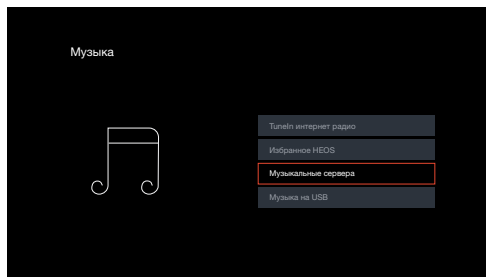 Музыка
TuneIn интернет радио
Избранное HEOS
Музыкальные сервера
Музыка на USB